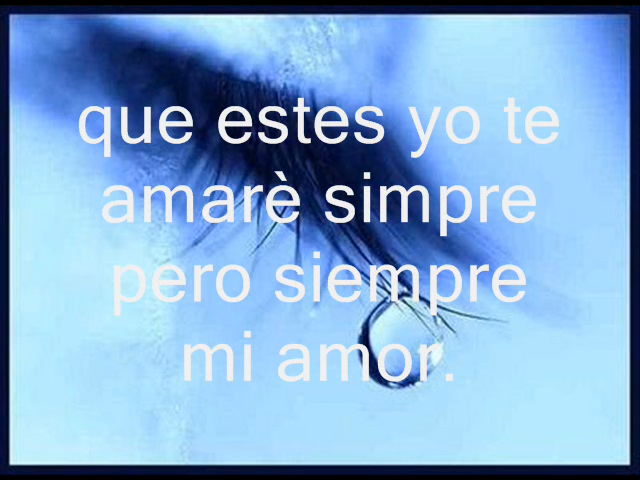 que estes yo te
amarè simpre
pero siempre
mi amor.